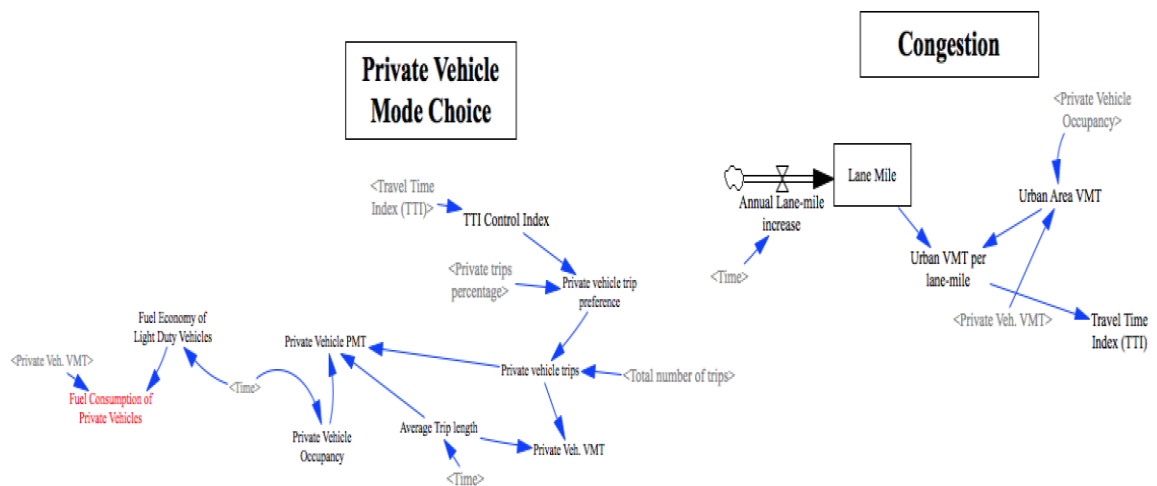 Private Vehicle
Mode Choice
Congestion
<Private Vehicle
Occupancy>
Lane Mile
<Travel Time
Index (TTI)>
TTI Control Index
Annual Lane-mile
increase
Urban Area VMT
<Time>
Urban VMT per
lane-mile
<Private trips
percentage>
Private vehicle trip
preference
<Private Veh. VMT>
Travel Time
Index (TTI)
Fuel Economy of
Light Duty Vehicles
Private Vehicle PMT
<Private Veh. VMT>
Private vehicle trips
<Total number of trips>
<Time>
Fuel Consumption of
Private Vehicles
Private Vehicle
Occupancy
Average Trip length
Private Veh. VMT
<Time>